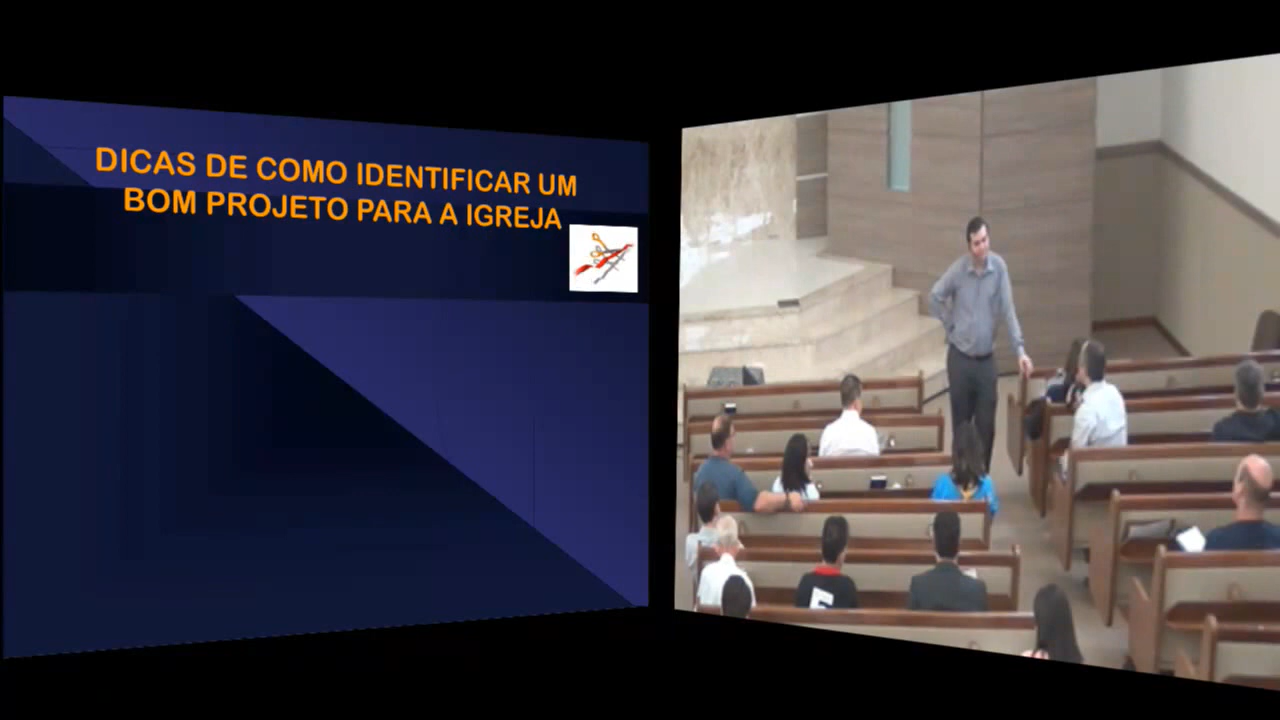 DICAS DE COMO IDENTIFICAR UM
BOM PROJETO PARA A IGREJA